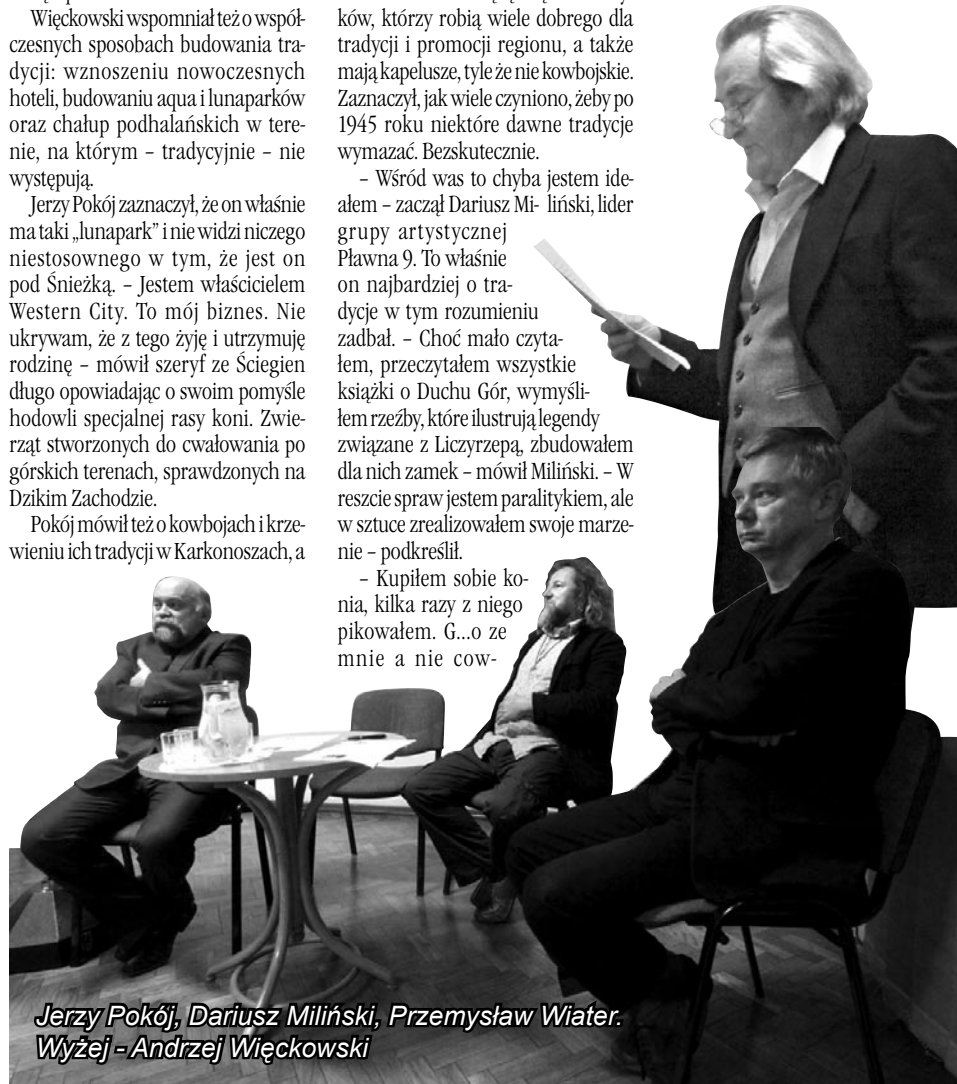 Więckowski wspomniał też o współ-
czesnych sposobach budowania tra-
dycji: wznoszeniu nowoczesnych
hoteli, budowaniu aqua i lunaparków
oraz chałup podhalańskich w tere-
nie, na którym – tradycyjnie – nie
występują.
Jerzy Pokój zaznaczył, że on właśnie
ma taki „lunapark” i nie widzi niczego
niestosownego w tym, że jest on
pod Śnieżką. – Jestem właścicielem
Western City. To mój biznes. Nie
ukrywam, że z tego żyję i utrzymuję
rodzinę – mówił szeryf ze Ściegien
długo opowiadając o swoim pomyśle
hodowli specjalnej rasy koni. Zwie-
rząt stworzonych do cwałowania po
górskich terenach, sprawdzonych na
Dzikim Zachodzie.
Pokój mówił też o kowbojach i krze-
wieniu ich tradycji w Karkonoszach, a
ków, którzy robią wiele dobrego dla
tradycji i promocji regionu, a także
mają kapelusze, tyle że nie kowbojskie.
Zaznaczył, jak wiele czyniono, żeby po
1945 roku niektóre dawne tradycje
wymazać. Bezskutecznie.
– Wśród was to chyba jestem ide-
ałem – zaczął Dariusz Mi- liński, lider
grupy artystycznej
Pławna 9. To właśnie
on najbardziej o tra-
dycje w tym rozumieniu
zadbał. – Choć mało czyta-
łem, przeczytałem wszystkie
książki o Duchu Gór, wymyśli-
łem rzeźby, które ilustrują legendy
związane z Liczyrzepą, zbudowałem
dla nich zamek – mówił Miliński. – W
reszcie spraw jestem paralitykiem, ale
w sztuce zrealizowałem swoje marze-
nie – podkreślił.
– Kupiłem sobie ko-
nia, kilka razy z niego
pikowałem. G...o ze
mnie a nie cow-
Jerzy Pokój, Dariusz Miliński, Przemysław Wiater.
Wyżej - Andrzej Więckowski